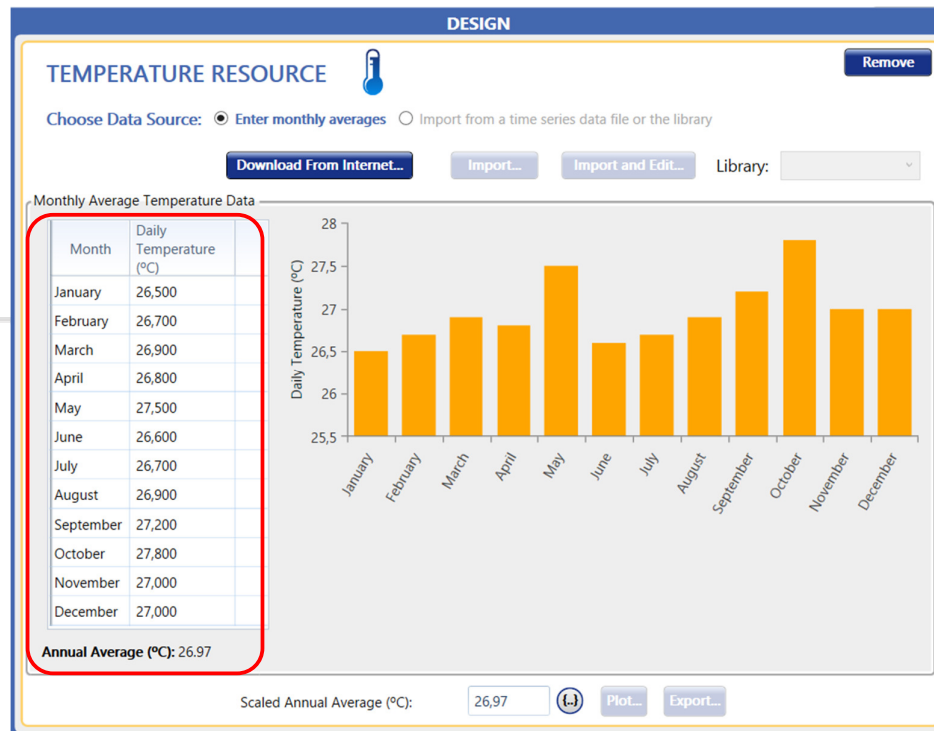 DESIGN
TEMPERATURE RESOURCE
Remove
Choose Data Source: Enter monthly averages Import from a time series data file or the library
Download From Internet... Import... Import and Edit... Library:
Monthly Average Temperature Data
Month Daily Temperature (ºC)
January 26,500
February 26,700
March 26,900
April 26,800
May 27,500
June 26,600
July 26,700
August 26,900
September 27,200
October 27,800
November 27,000
December 27,000
Annual Average (ºC): 26.97
Daily Temperature (ºC)
28
27,5
27
26,5
26
25,5
January February March April May June July August September October November December
Scaled Annual Average (ºC): 26,97 {..} Plot... Export...